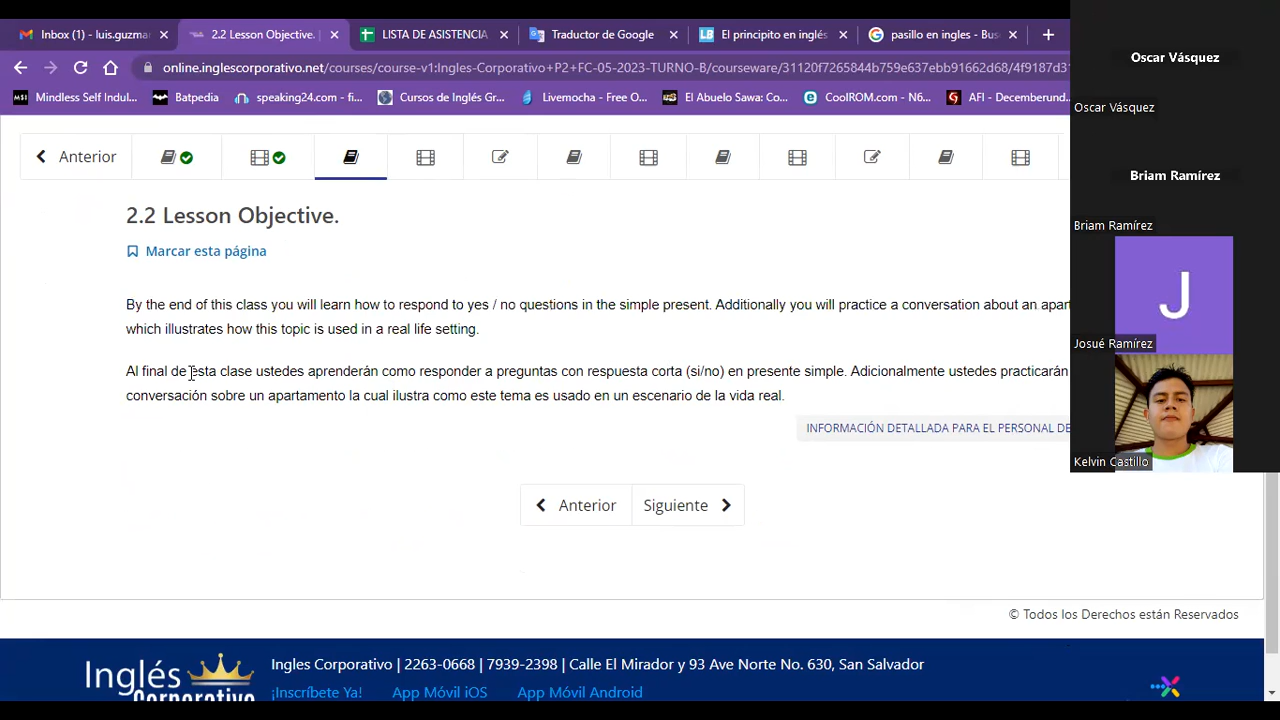 Inbox (1) - luis.guzma
2.2 Lesson Objective.
LISTA DE ASISTENCIA
Traductor de Google
El principito en inglés
pasillo en ingles - Bus
online.inglescorporativo.net/courses/course-v1:Ingles-Corporativo+P2+FC-05-2023-TURNO-B/courseware/31120f7265844b759e637ebb91662d68/4f9187d3
Mindless Self Indul...
Batpedia
speaking24.com - fi...
Cursos de Inglés Gr...
Livemocha - Free O...
El Abuelo Sawa: Co...
CoolROM.com - N6...
AFI - Decemberund...
Anterior
2.2 Lesson Objective.
Marcar esta página
By the end of this class you will learn how to respond to yes / no questions in the simple present. Additionally you will practice a conversation about an apar
which illustrates how this topic is used in a real life setting.
Al final de esta clase ustedes aprenderán como responder a preguntas con respuesta corta (si/no) en presente simple. Adicionalmente ustedes practicarán
conversación sobre un apartamento la cual ilustra como este tema es usado en un escenario de la vida real.
INFORMACIÓN DETALLADA PARA EL PERSONAL DE
Anterior
Siguiente
© Todos los Derechos están Reservados
Inglés
Corporativo
Ingles Corporativo | 2263-0668 | 7939-2398 | Calle El Mirador y 93 Ave Norte No. 630, San Salvador
¡Inscríbete Ya!
App Móvil iOS
App Móvil Android
Oscar Vásquez
Oscar Vásquez
Briam Ramírez
Briam Ramírez
J
Josué Ramírez
Kelvin Castillo